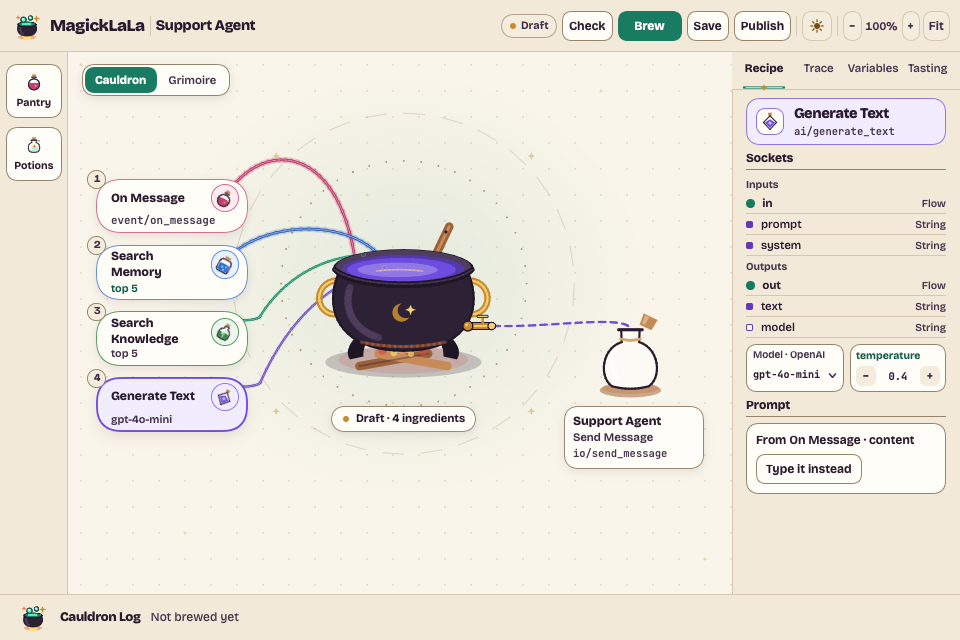 MagickLaLa
Support Agent
Draft
Check
Brew
Save
Publish
− 100% +
Fit
Pantry
Potions
Cauldron
Grimoire
1
On Message
event/on_message
2
Search
Memory
top 5
3
Search
Knowledge
top 5
4
Generate Text
gpt-4o-mini
Draft · 4 ingredients
Support Agent
Send Message
io/send_message
Recipe
Trace
Variables
Tasting
Generate Text
ai/generate_text
Sockets
Inputs
in Flow
prompt String
system String
Outputs
out Flow
text String
model String
Model · OpenAI
gpt-4o-mini
temperature
− 0.4 +
Prompt
From On Message · content
Type it instead
Cauldron Log Not brewed yet